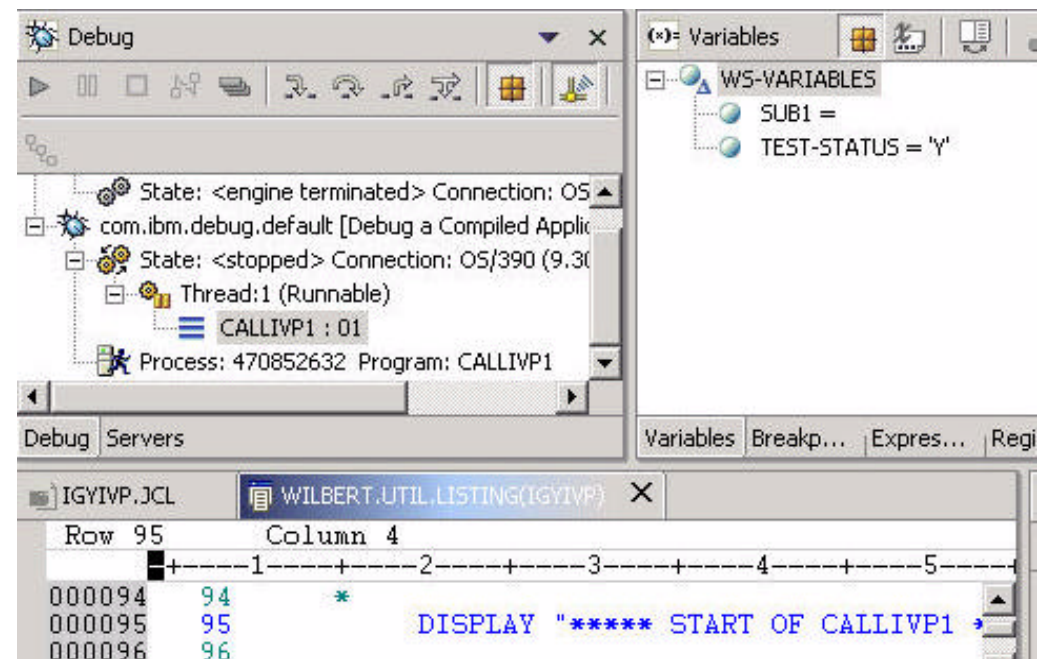 Debug
State: <engine terminated> Connection: OS
com.ibm.debug.default [Debug a Compiled Applic
State: <stopped> Connection: OS/390 (9.30
Thread:1 (Runnable)
CALLIVP1 : 01
Process: 470852632 Program: CALLIVP1
Debug Servers
(x)= Variables
WS-VARIABLES
SUB1 =
TEST-STATUS = 'Y'
Variables Breakp... Expres... Regi
IGYIVP.JCL WILBERT.UTIL.LISTING(IGYIVP)
Row 95 Column 4
-+----1----+----2----+----3----+----4----+----5----+
000094 94 *
000095 95 DISPLAY "***** START OF CALLIVP1 *
000096 96